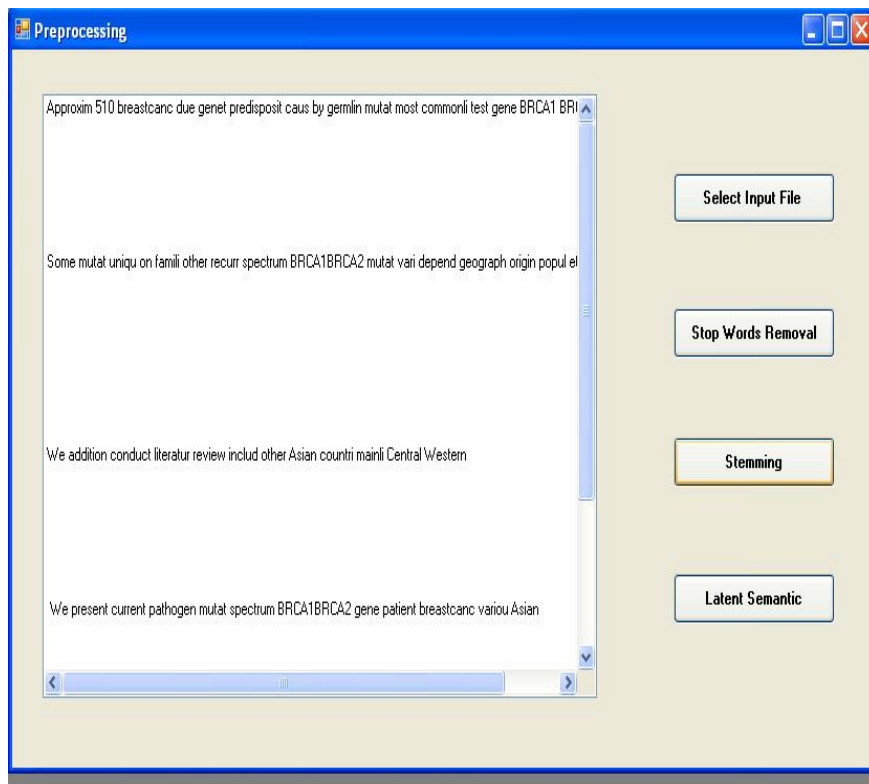 Preprocessing
Approxim 510 breastcanc due genet predisposit caus by germlin mutat most commonli test gene BRCA1
Select Input File
Some mutat uniqu on famili other recurr spectrum BRCA1BRCA2 mutat vari depend geograph origin popul
Stop Words Removal
We addition conduct literatur review includ other Asian countri mainli Central Western
Stemming
We present current pathogen mutat spectrum BRCA1BRCA2 gene patient breastcanc variou Asian
Latent Semantic